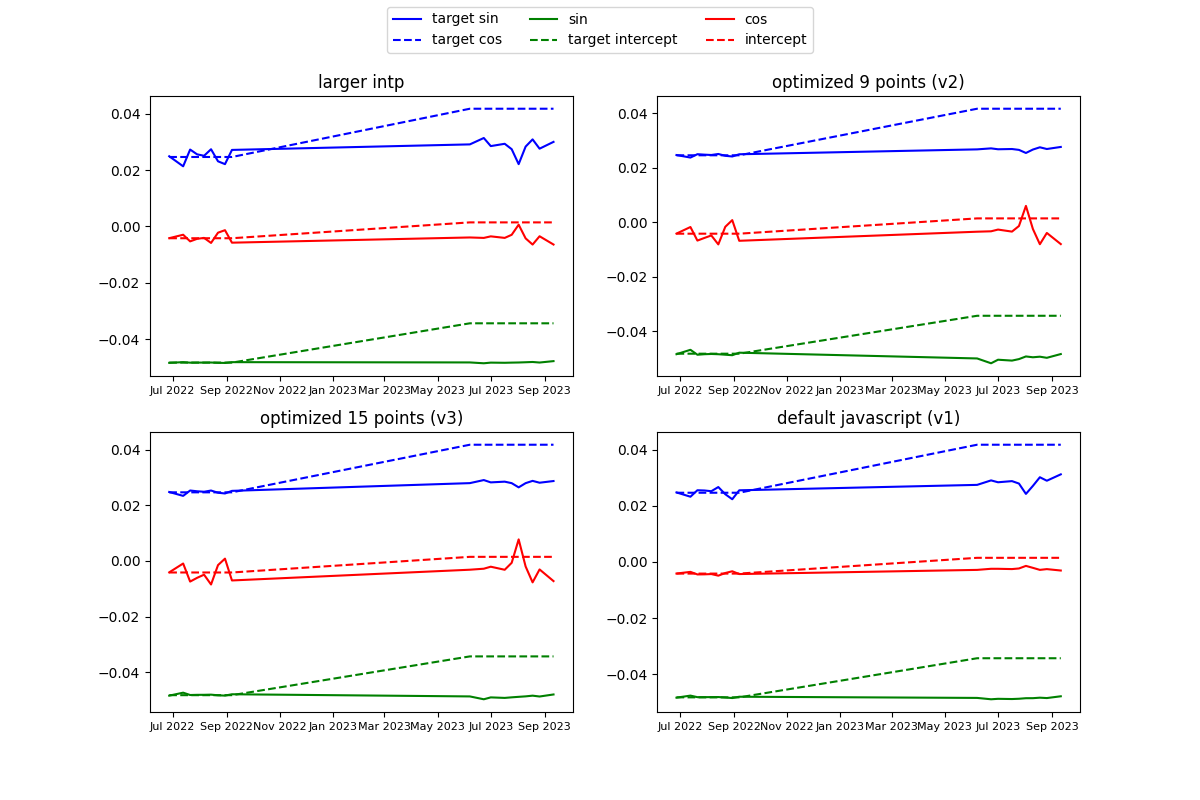 target sin sin cos
target cos target intercept intercept
larger intp
optimized 9 points (v2)
0.04
0.02
0.00
−0.02
−0.04
Jul 2022 Sep 2022 Nov 2022 Jan 2023 Mar 2023 May 2023 Jul 2023 Sep 2023
0.04
0.02
0.00
−0.02
−0.04
Jul 2022 Sep 2022 Nov 2022 Jan 2023 Mar 2023 May 2023 Jul 2023 Sep 2023
optimized 15 points (v3)
default javascript (v1)
0.04
0.02
0.00
−0.02
−0.04
Jul 2022 Sep 2022 Nov 2022 Jan 2023 Mar 2023 May 2023 Jul 2023 Sep 2023
0.04
0.02
0.00
−0.02
−0.04
Jul 2022 Sep 2022 Nov 2022 Jan 2023 Mar 2023 May 2023 Jul 2023 Sep 2023